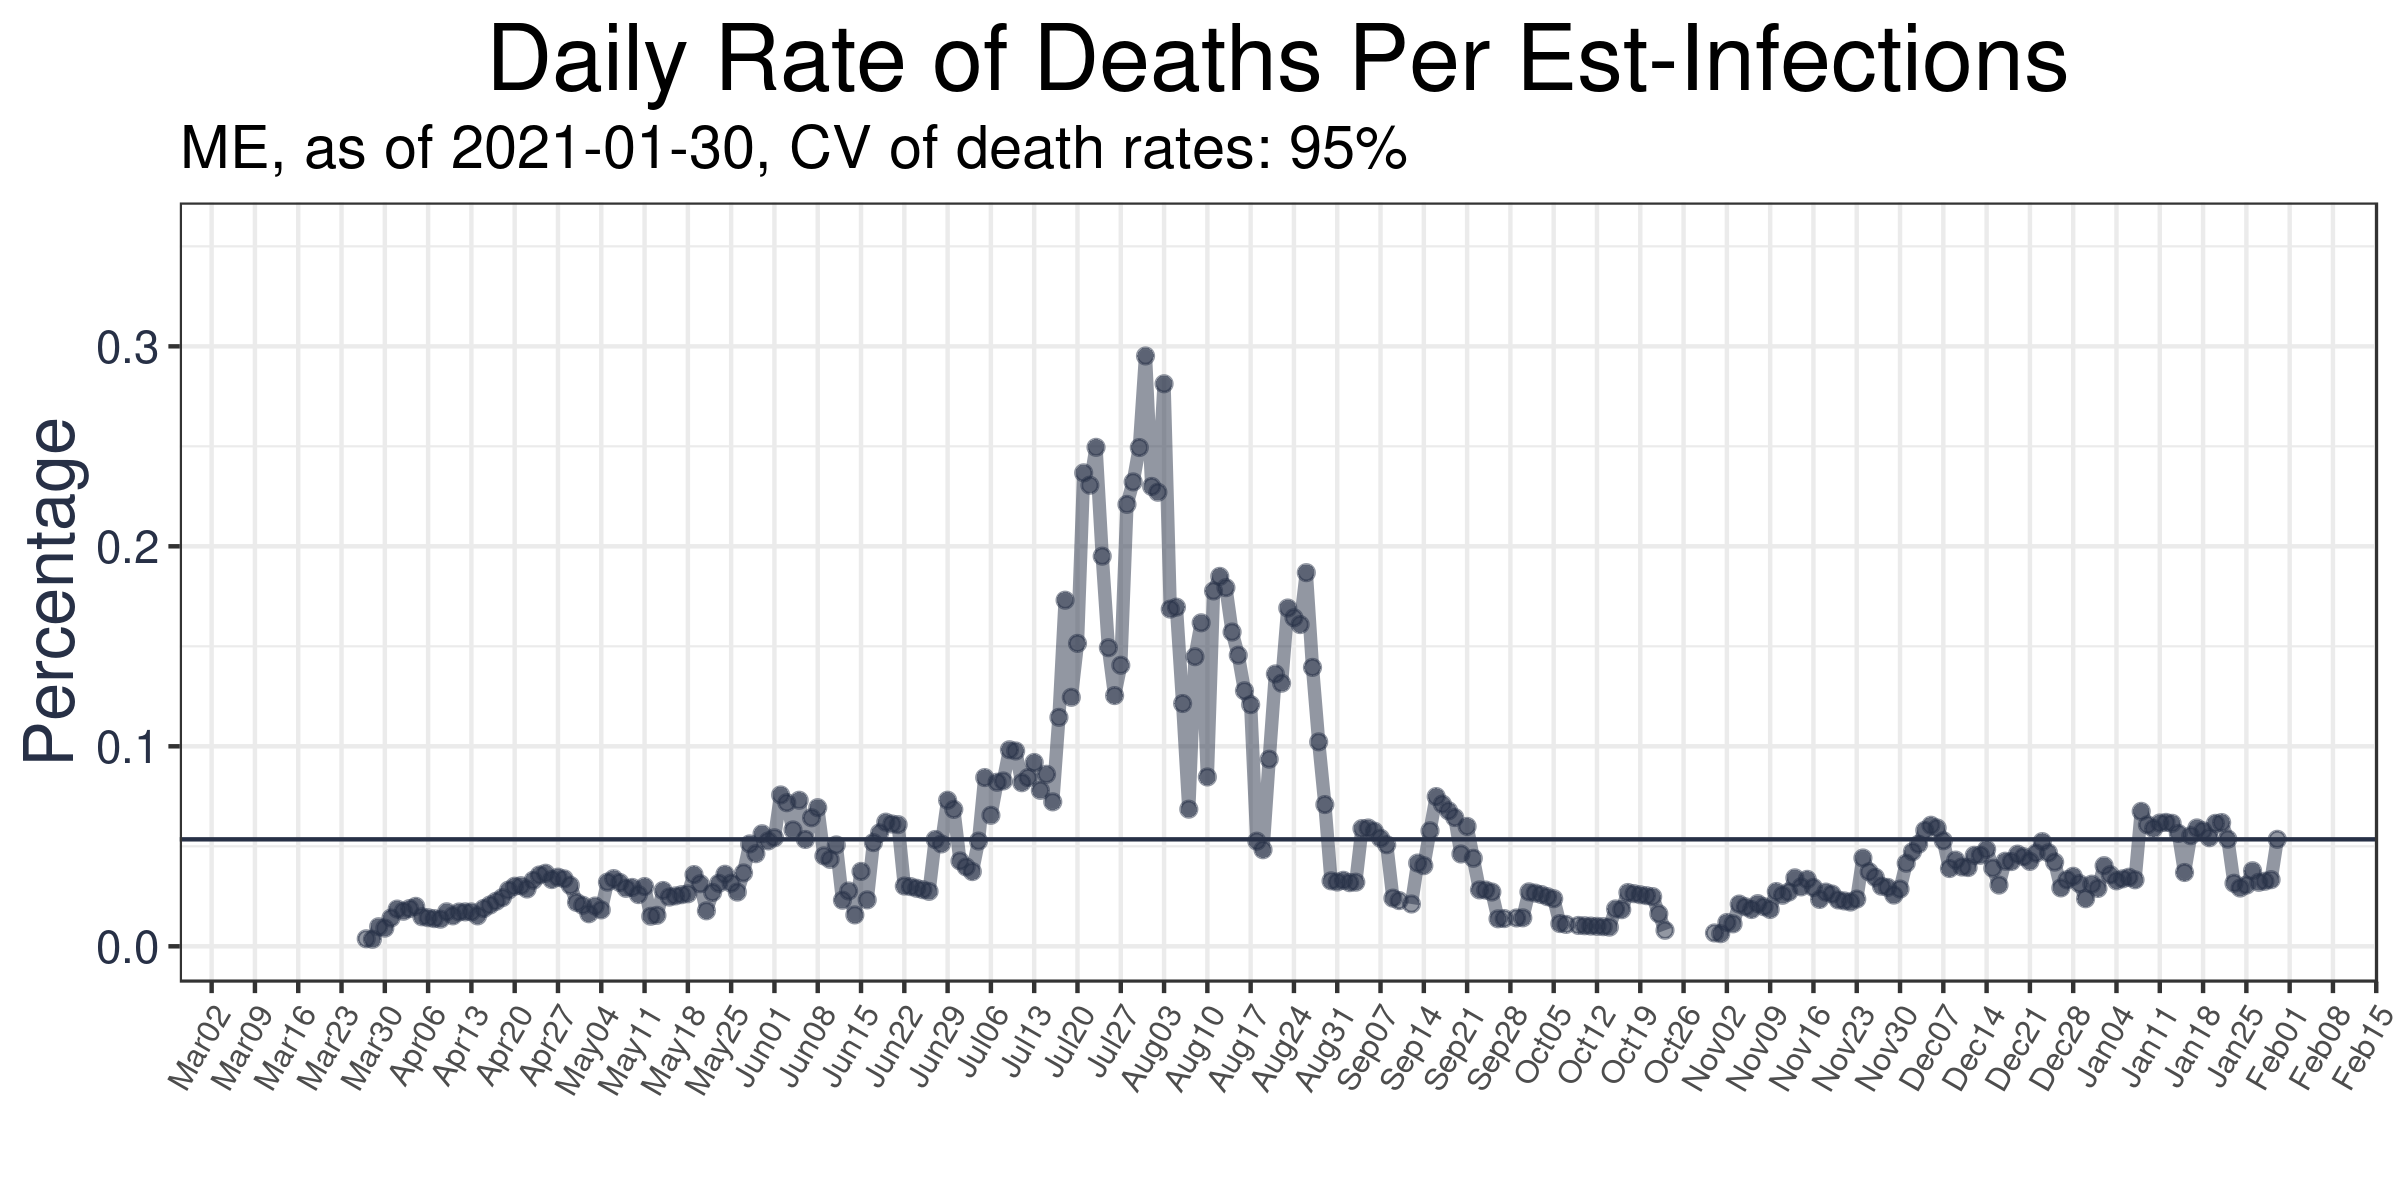 Daily Rate of Deaths Per Est-Infections
ME, as of 2021-01-30, CV of death rates: 95%
Percentage
0.3
0.2
0.1
0.0
Mar02
Mar09
Mar16
Mar23
Mar30
Apr06
Apr13
Apr20
Apr27
May04
May11
May18
May25
Jun01
Jun08
Jun15
Jun22
Jun29
Jul06
Jul13
Jul20
Jul27
Aug03
Aug10
Aug17
Aug24
Aug31
Sep07
Sep14
Sep21
Sep28
Oct05
Oct12
Oct19
Oct26
Nov02
Nov09
Nov16
Nov23
Nov30
Dec07
Dec14
Dec21
Dec28
Jan04
Jan11
Jan18
Jan25
Feb01
Feb08
Feb15